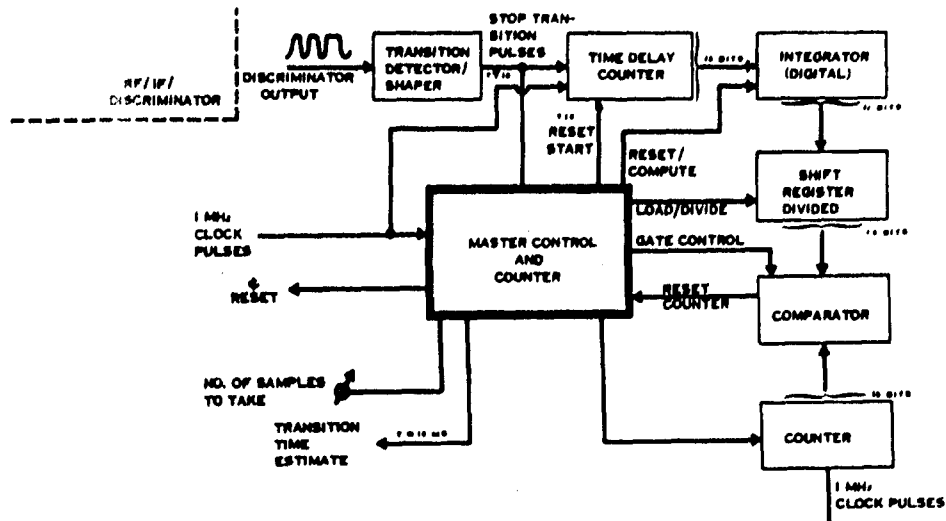 RF/IF/
DISCRIMINATOR
DISCRIMINATOR
OUTPUT
TRANSITION
DETECTOR/
SHAPER
STOP TRAN-
SITION
PULSES
TIME DELAY
COUNTER
INTEGRATOR
(DIGITAL)
RESET
START
RESET/
COMPUTE
SHIFT
REGISTER
DIVIDED
LOAD/DIVIDE
1 MHz
CLOCK
PULSES
MASTER CONTROL
AND
COUNTER
GATE CONTROL
RESET
COUNTER
COMPARATOR
RESET
NO. OF SAMPLES
TO TAKE
TRANSITION
TIME
ESTIMATE
COUNTER
1 MHz
CLOCK PULSES